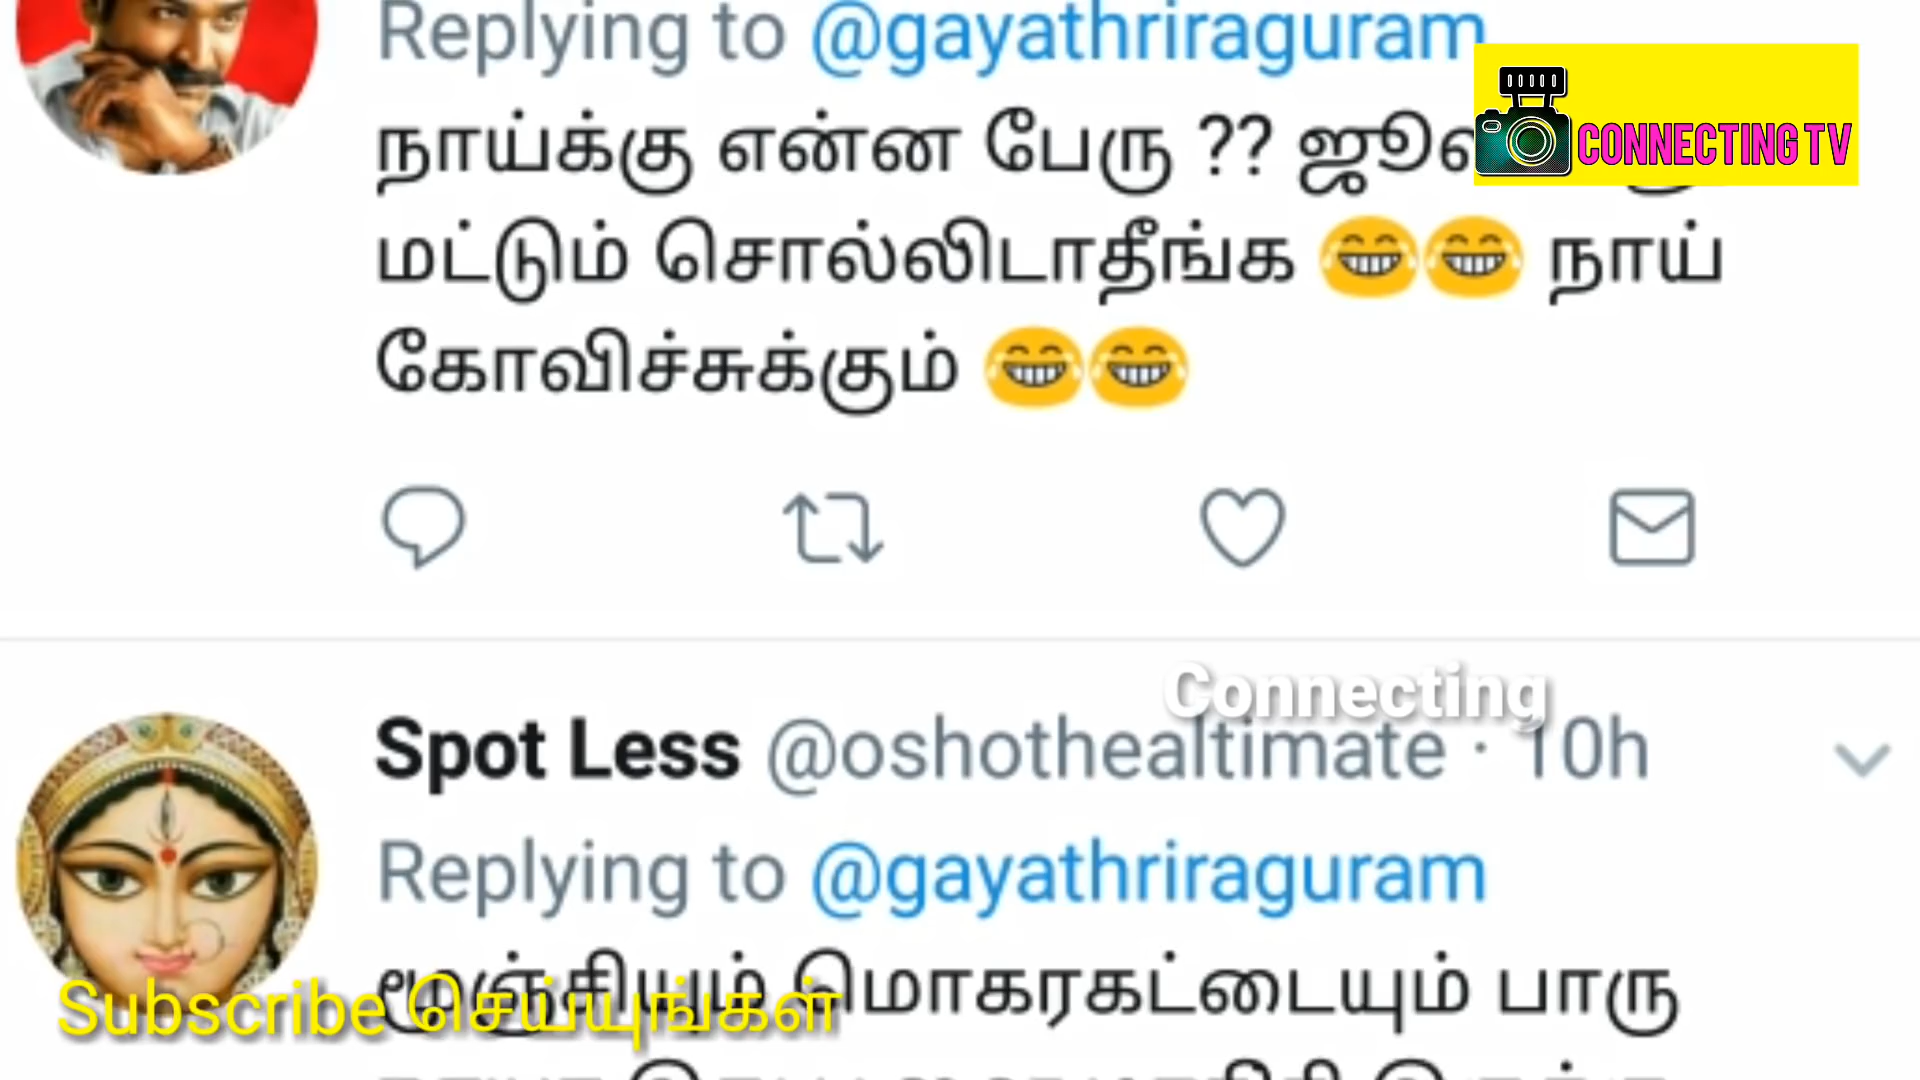 Replying to @gayathriraguram
CONNECTING TV
நாய்க்கு என்ன பேரு ??
மட்டும் சொல்லிடாதீங்க 😂😂 நாய்
கோவிச்சுக்கும் 😂😂
Connecting
Spot Less @oshothealtimate · 10h
Replying to @gayathriraguram
மூஞ்சியும் மொகரகட்டையும் பாரு
Subscribe செய்யுங்கள்